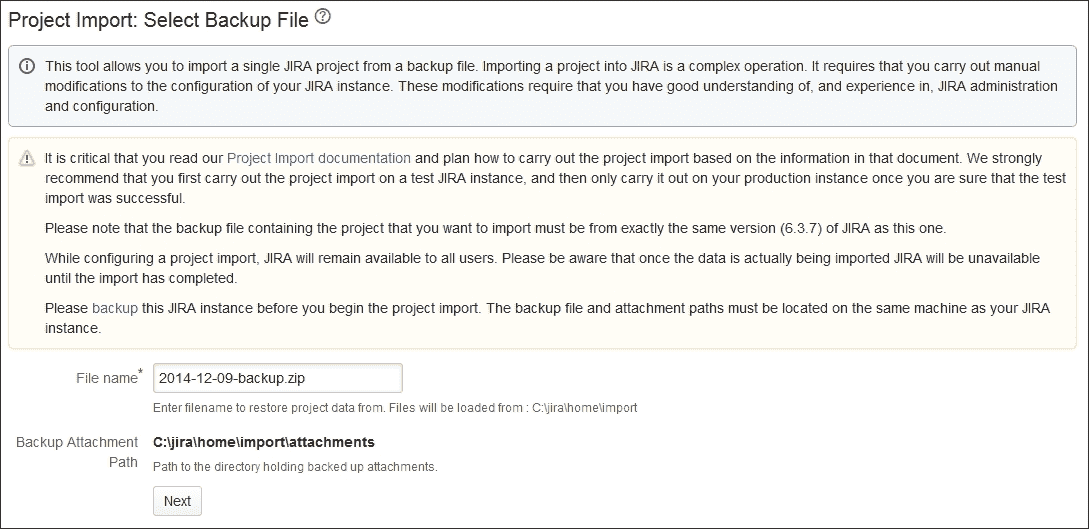 Project Import: Select Backup File ?
This tool allows you to import a single JIRA project from a backup file. Importing a project into JIRA is a complex operation. It requires that you carry out manual
modifications to the configuration of your JIRA instance. These modifications require that you have good understanding of, and experience in, JIRA administration
and configuration.
It is critical that you read our Project Import documentation and plan how to carry out the project import based on the information in that document. We strongly
recommend that you first carry out the project import on a test JIRA instance, and then only carry it out on your production instance once you are sure that the test
import was successful.
Please note that the backup file containing the project that you want to import must be from exactly the same version (6.3.7) of JIRA as this one.
While configuring a project import, JIRA will remain available to all users. Please be aware that once the data is actually being imported JIRA will be unavailable
until the import has completed.
Please backup this JIRA instance before you begin the project import. The backup file and attachment paths must be located on the same machine as your JIRA
instance.
File name* 2014-12-09-backup.zip
Enter filename to restore project data from. Files will be loaded from : C:\jira\home\import
Backup Attachment Path C:\jira\home\import\attachments
Path to the directory holding backed up attachments.
Next